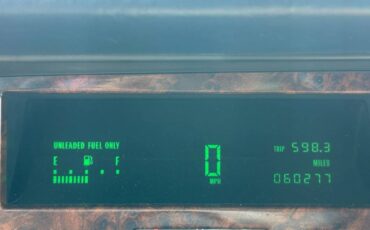 UNLEADED FUEL ONLY
E F
0
MPH
TRIP 598.3
MILES
060277